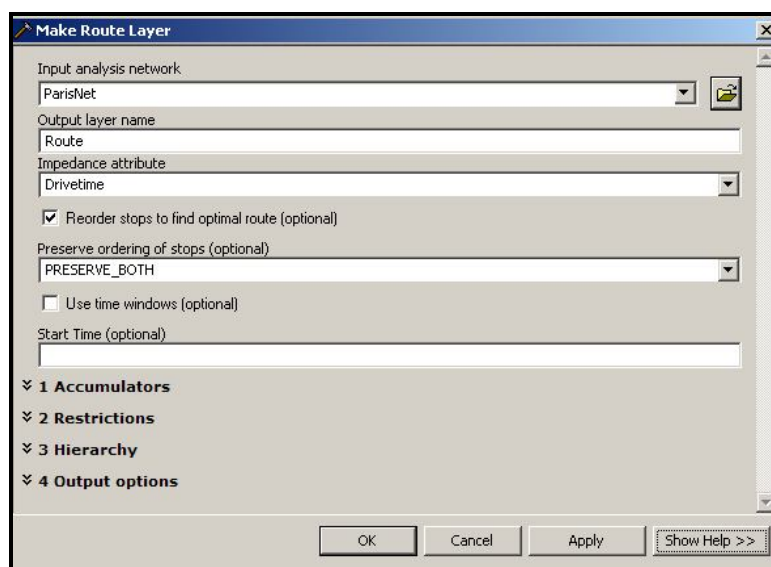 Make Route Layer
Input analysis network
ParisNet
Output layer name
Route
Impedance attribute
Drivetime
Reorder stops to find optimal route (optional)
Preserve ordering of stops (optional)
PRESERVE_BOTH
Use time windows (optional)
Start Time (optional)
1 Accumulators
2 Restrictions
3 Hierarchy
4 Output options
OK Cancel Apply Show Help >>